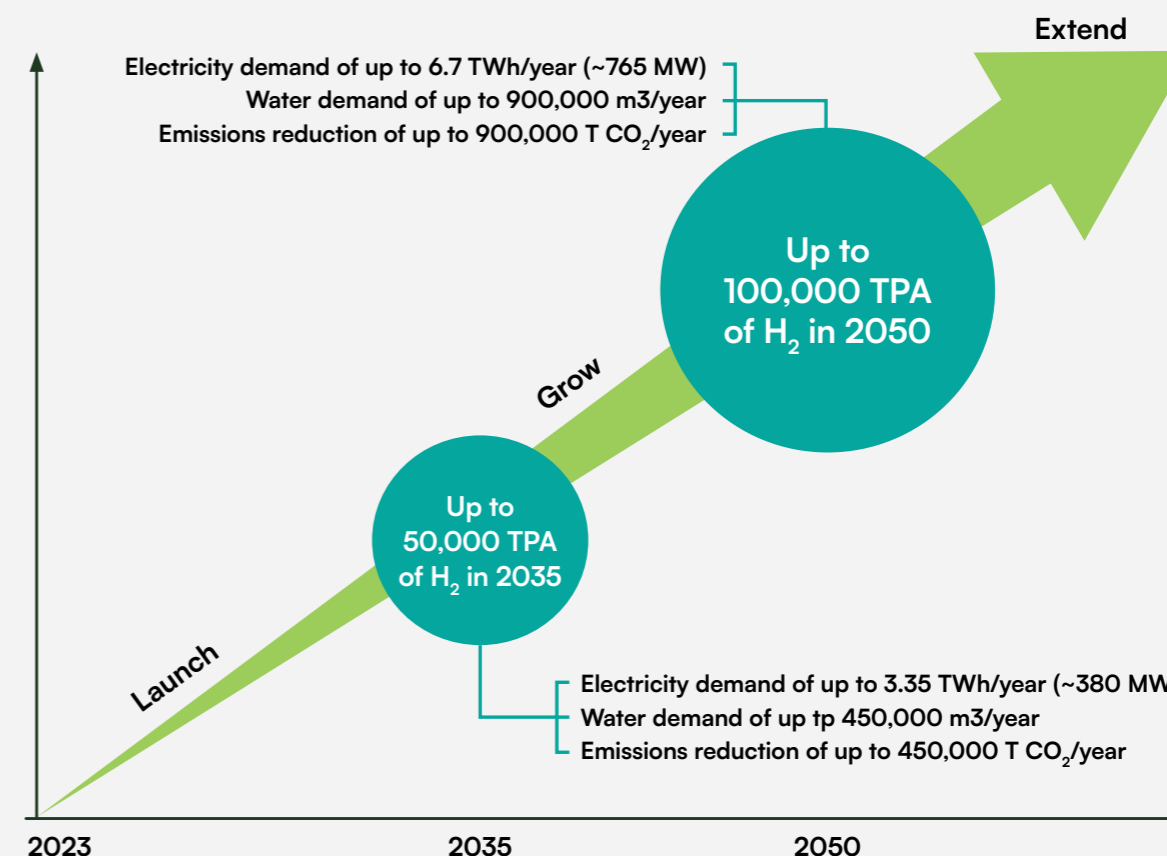 Extend
Electricity demand of up to 6.7 TWh/year (~765 MW)
Water demand of up to 900,000 m3/year
Emissions reduction of up to 900,000 T CO₂/year
Up to
100,000 TPA
of H₂ in 2050
Grow
Up to
50,000 TPA
of H₂ in 2035
Launch
Electricity demand of up to 3.35 TWh/year (~380 MW
Water demand of up tp 450,000 m3/year
Emissions reduction of up to 450,000 T CO₂/year
2023
2035
2050